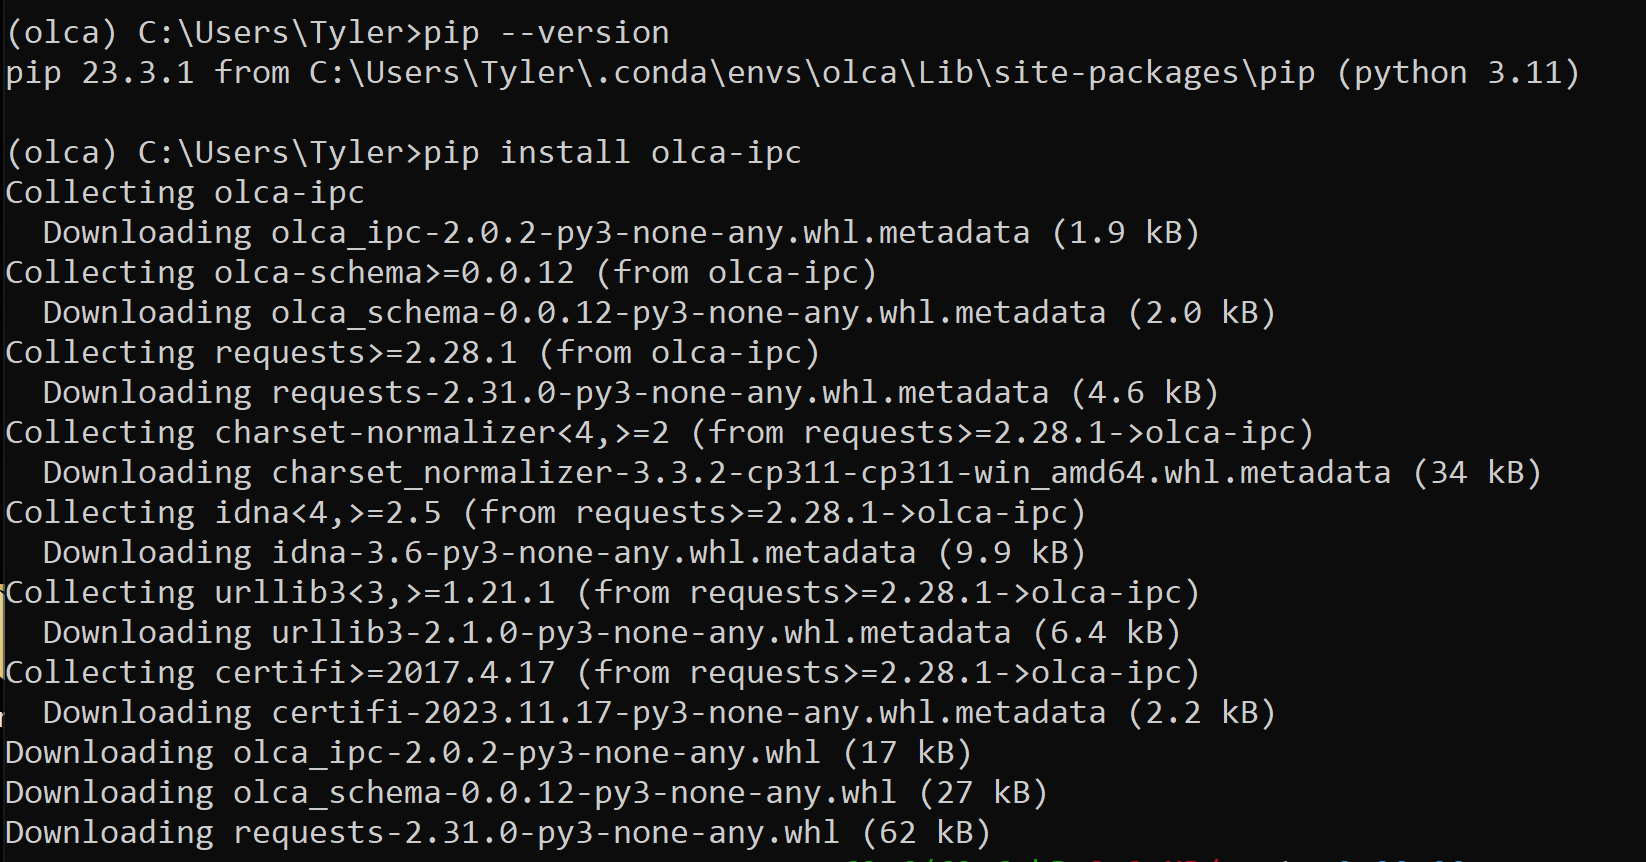 (olca) C:\Users\Tyler>pip --version
pip 23.3.1 from C:\Users\Tyler\.conda\envs\olca\Lib\site-packages\pip (python 3.11)
(olca) C:\Users\Tyler>pip install olca-ipc
Collecting olca-ipc
  Downloading olca_ipc-2.0.2-py3-none-any.whl.metadata (1.9 kB)
Collecting olca-schema>=0.0.12 (from olca-ipc)
  Downloading olca_schema-0.0.12-py3-none-any.whl.metadata (2.0 kB)
Collecting requests>=2.28.1 (from olca-ipc)
  Downloading requests-2.31.0-py3-none-any.whl.metadata (4.6 kB)
Collecting charset-normalizer<4,>=2 (from requests>=2.28.1->olca-ipc)
  Downloading charset_normalizer-3.3.2-cp311-cp311-win_amd64.whl.metadata (34 kB)
Collecting idna<4,>=2.5 (from requests>=2.28.1->olca-ipc)
  Downloading idna-3.6-py3-none-any.whl.metadata (9.9 kB)
Collecting urllib3<3,>=1.21.1 (from requests>=2.28.1->olca-ipc)
  Downloading urllib3-2.1.0-py3-none-any.whl.metadata (6.4 kB)
Collecting certifi>=2017.4.17 (from requests>=2.28.1->olca-ipc)
  Downloading certifi-2023.11.17-py3-none-any.whl.metadata (2.2 kB)
Downloading olca_ipc-2.0.2-py3-none-any.whl (17 kB)
Downloading olca_schema-0.0.12-py3-none-any.whl (27 kB)
Downloading requests-2.31.0-py3-none-any.whl (62 kB)